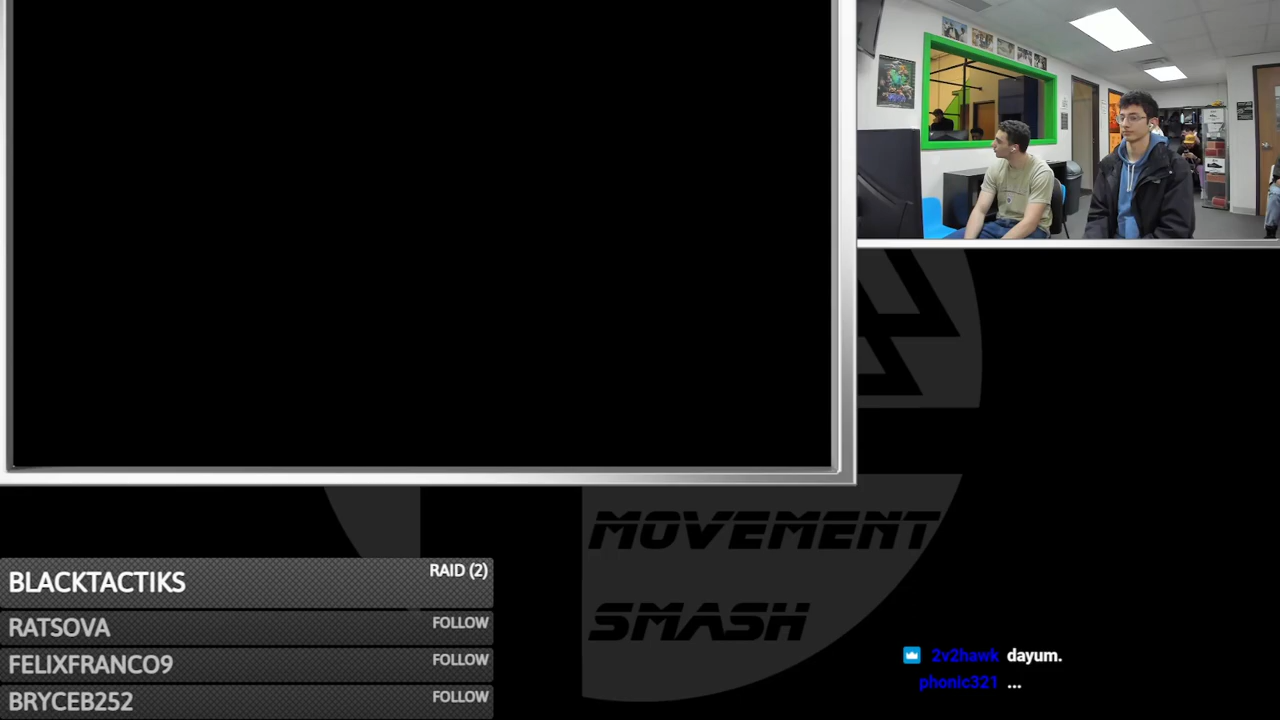 MOVEMENT
SMASH
BLACKTACTIKS RAID (2)
RATSOVA FOLLOW
FELIXFRANCO9 FOLLOW
BRYCEB252 FOLLOW
2v2hawk dayum.
phonic321 ...